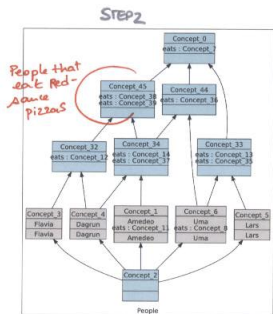 STEP2
Concept_0
eats : Concept_7
People that
eat Red-
sauce
pizzas
Concept_45
eats : Concept_38
eats : Concept_39
Concept_44
eats : Concept_36
Concept_32
eats : Concept_12
Concept_34
eats : Concept_14
eats : Concept_37
Concept_33
eats : Concept_13
eats : Concept_35
Concept_3
Flavia
Flavia
Concept_4
Dagrun
Dagrun
Concept_1
Amedeo
eats : Concept_11
Amedeo
Concept_6
Uma
eats : Concept_8
Uma
Concept_5
Lars
Lars
Concept_2
People